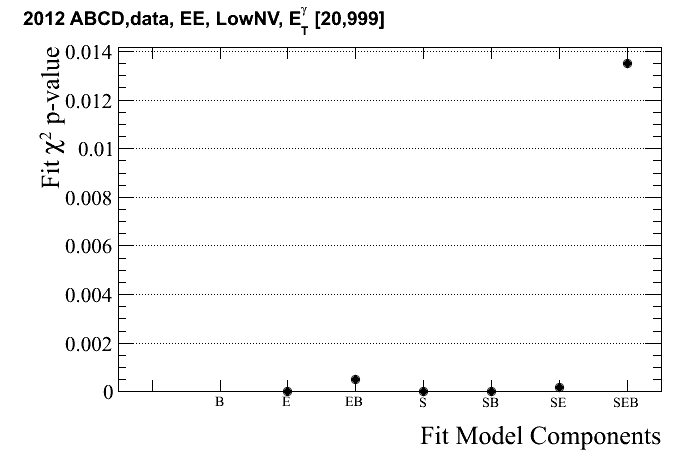 2012 ABCD,data, EE, LowNV, E_T^γ [20,999]
Fit χ² p-value
0.014
0.012
0.01
0.008
0.006
0.004
0.002
0
B E EB S SB SE SEB
Fit Model Components